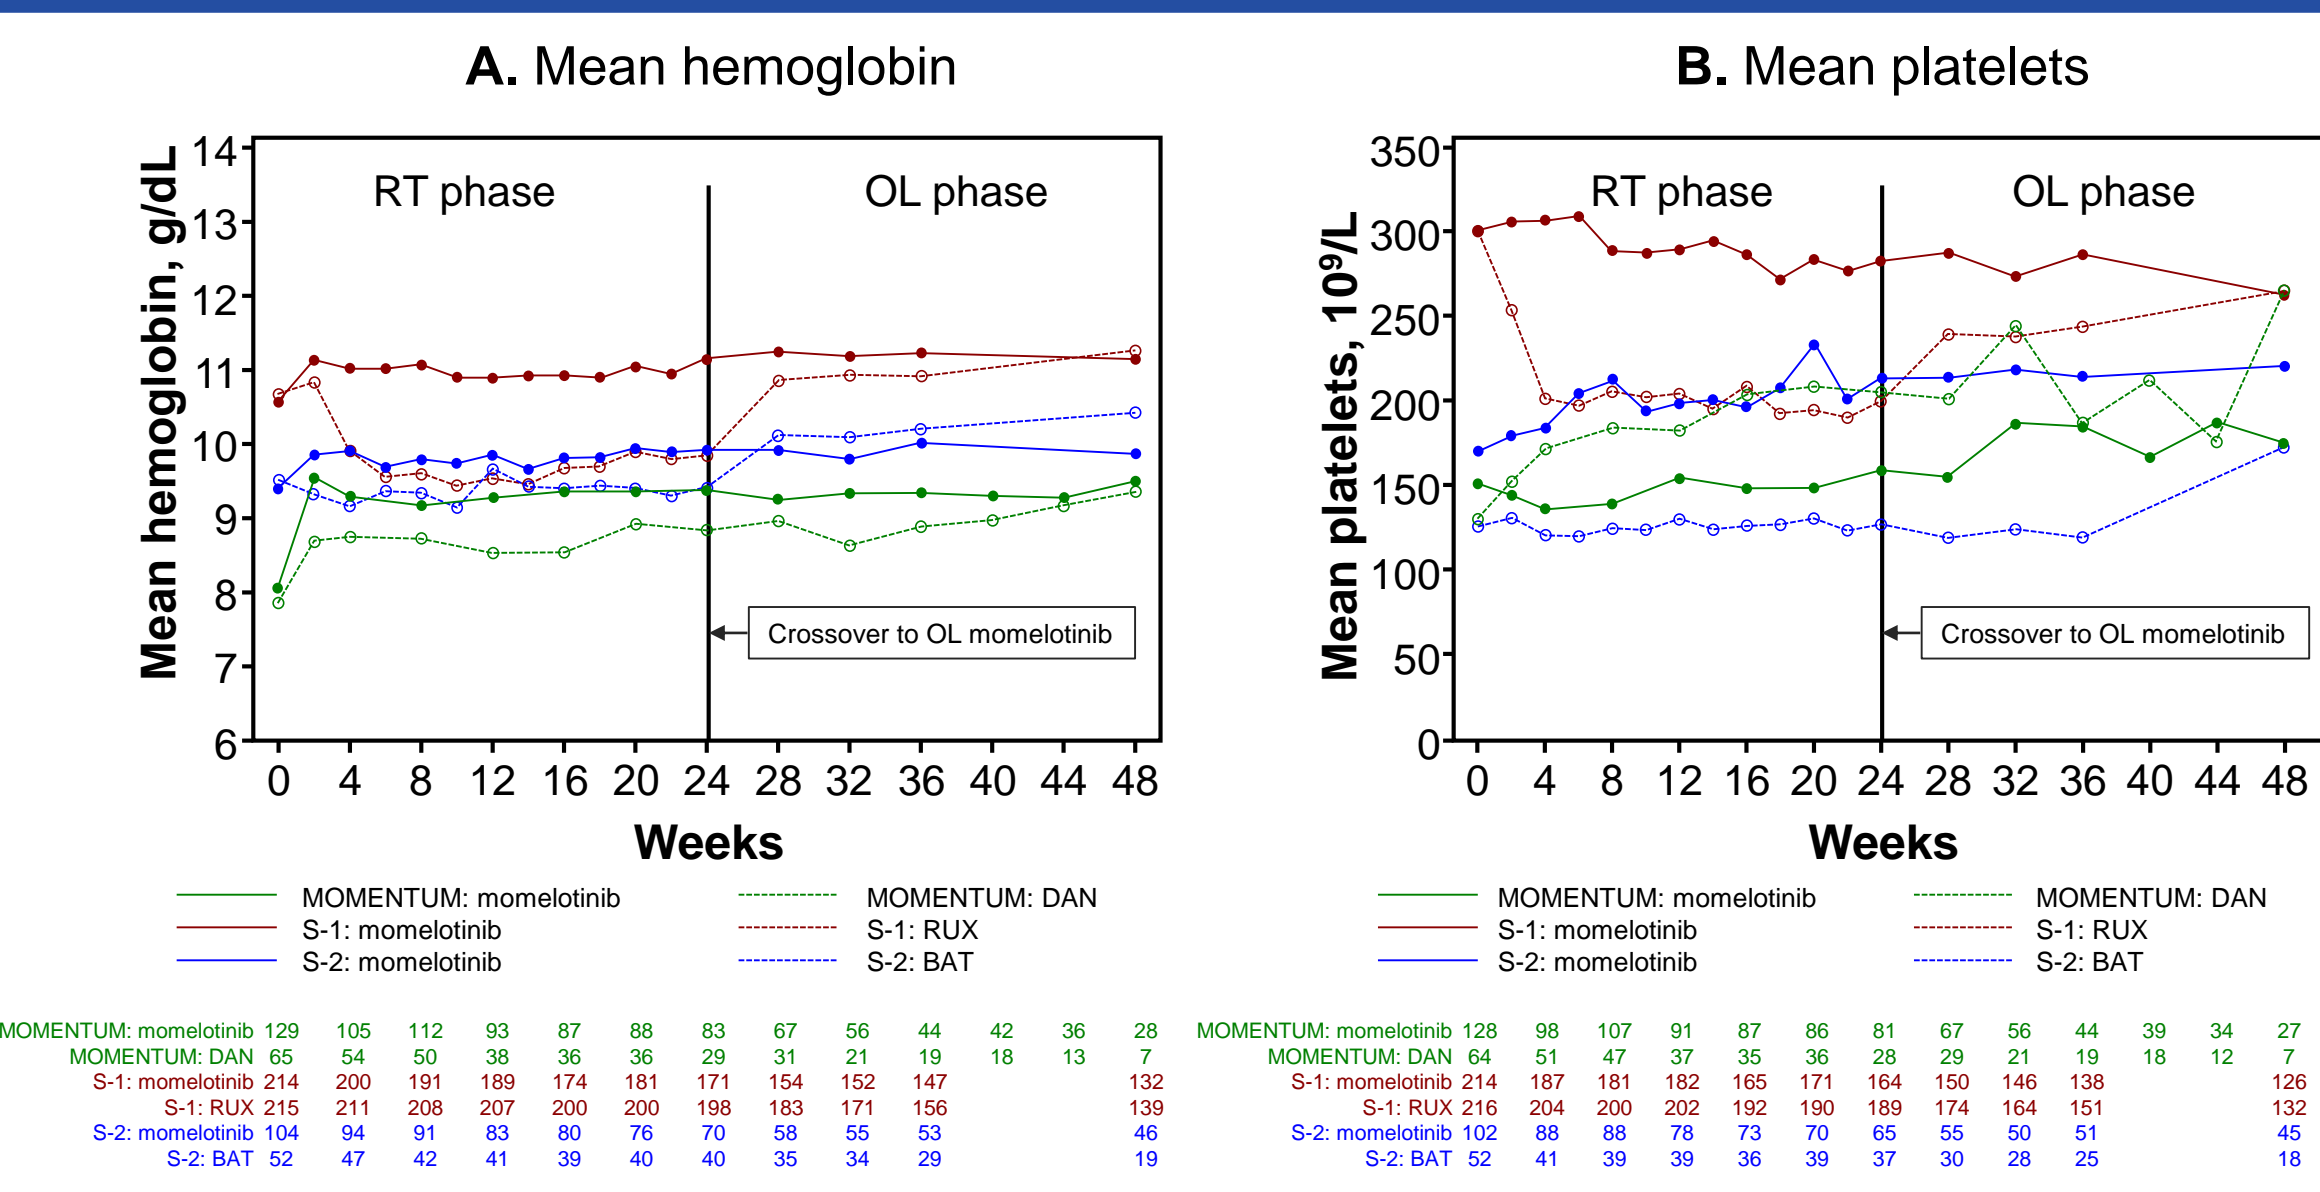 A. Mean hemoglobin
Mean hemoglobin, g/dL
14
13
12
11
10
9
8
7
6
RT phase
OL phase
Crossover to OL momelotinib
0 4 8 12 16 20 24 28 32 36 40 44 48
Weeks
MOMENTUM: momelotinib
MOMENTUM: DAN
S-1: momelotinib
S-1: RUX
S-2: momelotinib
S-2: BAT
MOMENTUM: momelotinib 129 105 112 93 87 88 83 67 56 44 42 36 28
MOMENTUM: DAN 65 54 50 38 36 36 29 31 21 19 18 13 7
S-1: momelotinib 214 200 191 189 174 181 171 154 152 147 132
S-1: RUX 215 211 208 207 200 200 198 183 171 156 139
S-2: momelotinib 104 94 91 83 80 76 70 58 55 53 46
S-2: BAT 52 47 42 41 39 40 40 35 34 29 19
B. Mean platelets
Mean platelets, 10⁹/L
350
300
250
200
150
100
50
0
RT phase
OL phase
Crossover to OL momelotinib
0 4 8 12 16 20 24 28 32 36 40 44 48
Weeks
MOMENTUM: momelotinib
MOMENTUM: DAN
S-1: momelotinib
S-1: RUX
S-2: momelotinib
S-2: BAT
MOMENTUM: momelotinib 128 98 107 91 87 86 81 67 56 44 39 34 27
MOMENTUM: DAN 64 51 47 37 35 36 28 29 21 19 18 12 7
S-1: momelotinib 214 187 181 182 165 171 164 150 146 138 126
S-1: RUX 216 204 200 202 192 190 189 174 164 151 132
S-2: momelotinib 102 88 88 78 73 70 65 55 50 51 45
S-2: BAT 52 41 39 39 36 39 37 30 28 25 18